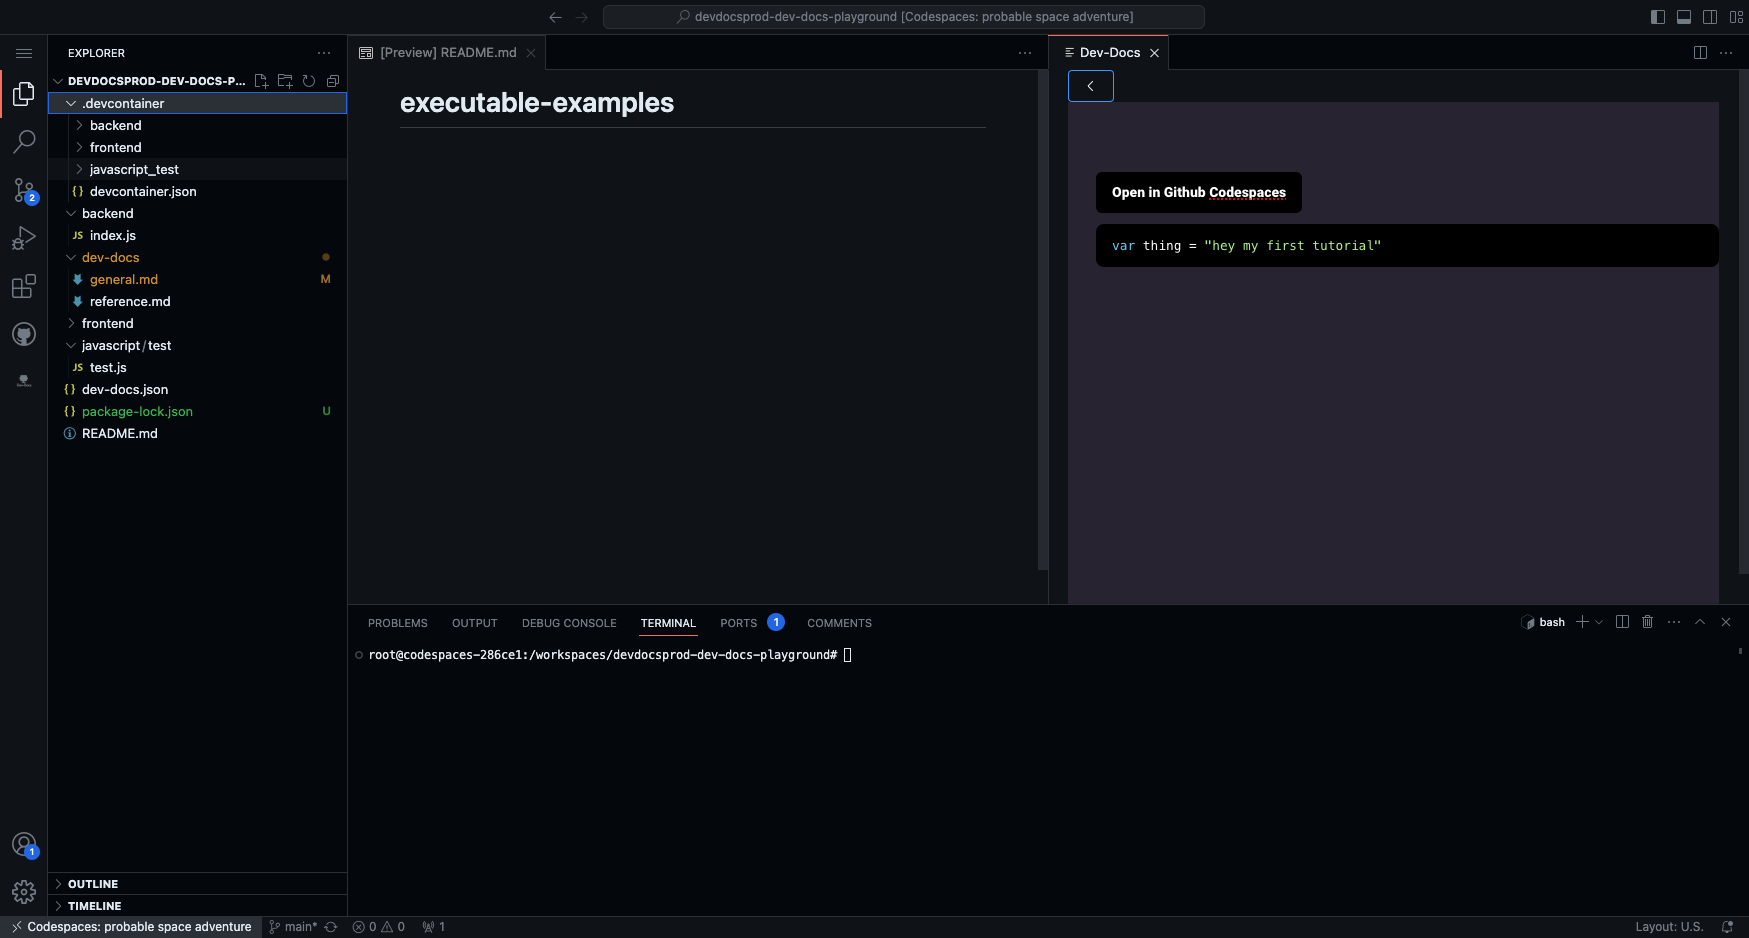 devdocsprod-dev-docs-playground [Codespaces: probable space adventure]
EXPLORER
DEVDOCSPROD-DEV-DOCS-P...
.devcontainer
backend
frontend
javascript_test
{} devcontainer.json
backend
JS index.js
dev-docs
general.md M
reference.md
frontend
javascript/test
JS test.js
{} dev-docs.json
{} package-lock.json U
README.md
OUTLINE
TIMELINE
2
1
[Preview] README.md
executable-examples
Dev-Docs
Open in Github Codespaces
var thing = "hey my first tutorial"
PROBLEMS OUTPUT DEBUG CONSOLE TERMINAL PORTS 1 COMMENTS
bash
root@codespaces-286ce1:/workspaces/devdocsprod-dev-docs-playground#
Codespaces: probable space adventure main* 0 0 1 Layout: U.S.